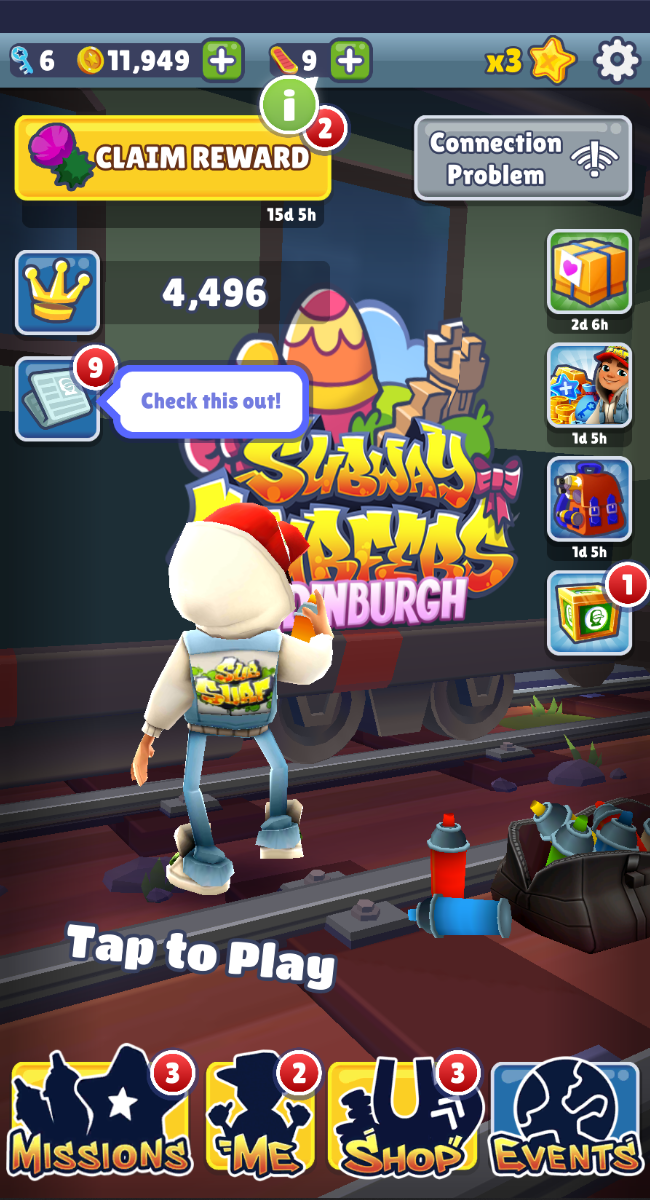 6
11,949
9
x3
2
CLAIM REWARD
Connection
Problem
15d 5h
4,496
2d 6h
9
Check this out!
1d 5h
SUBWAY
SURFERS
EDINBURGH
1d 5h
1
SUB
SURF
Tap to Play
3
MISSIONS
2
ME
3
SHOP
EVENTS